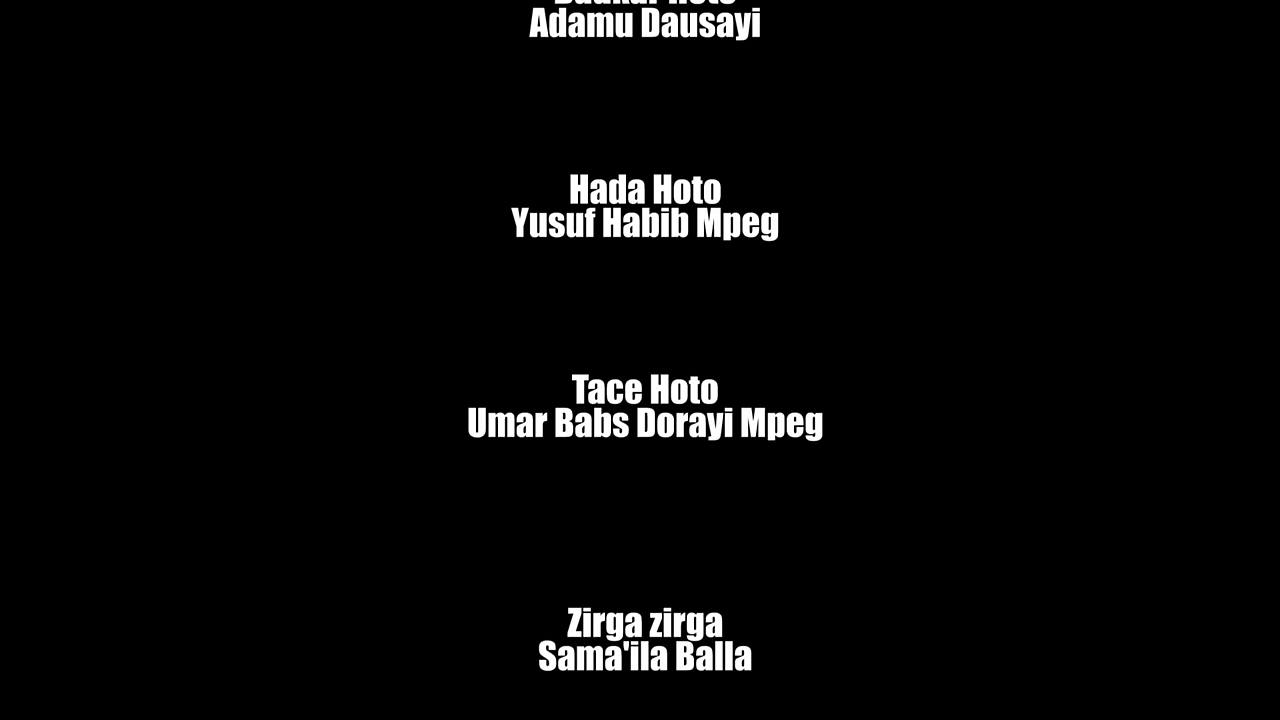 Adamu Dausayi
Hada Hoto
Yusuf Habib Mpeg
Tace Hoto
Umar Babs Dorayi Mpeg
Zirga zirga
Sama'ila Balla